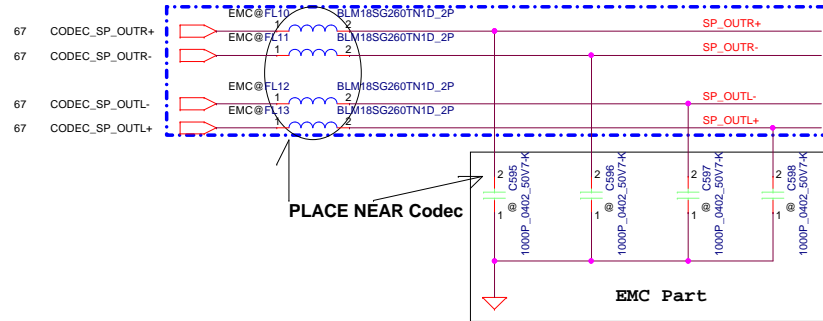 EMC@FL10 BLM18SG260TN1D_2P
67 CODEC_SP_OUTR+ 1 2 SP_OUTR+
EMC@FL11 BLM18SG260TN1D_2P
67 CODEC_SP_OUTR- 1 2 SP_OUTR-
EMC@FL12 BLM18SG260TN1D_2P
67 CODEC_SP_OUTL- 1 2 SP_OUTL-
EMC@FL13 BLM18SG260TN1D_2P
67 CODEC_SP_OUTL+ 1 2 SP_OUTL+
PLACE NEAR Codec
2 1 @ C595 1000P_0402_50V7-K
2 1 @ C596 1000P_0402_50V7-K
2 1 @ C597 1000P_0402_50V7-K
2 1 @ C598 1000P_0402_50V7-K
EMC Part